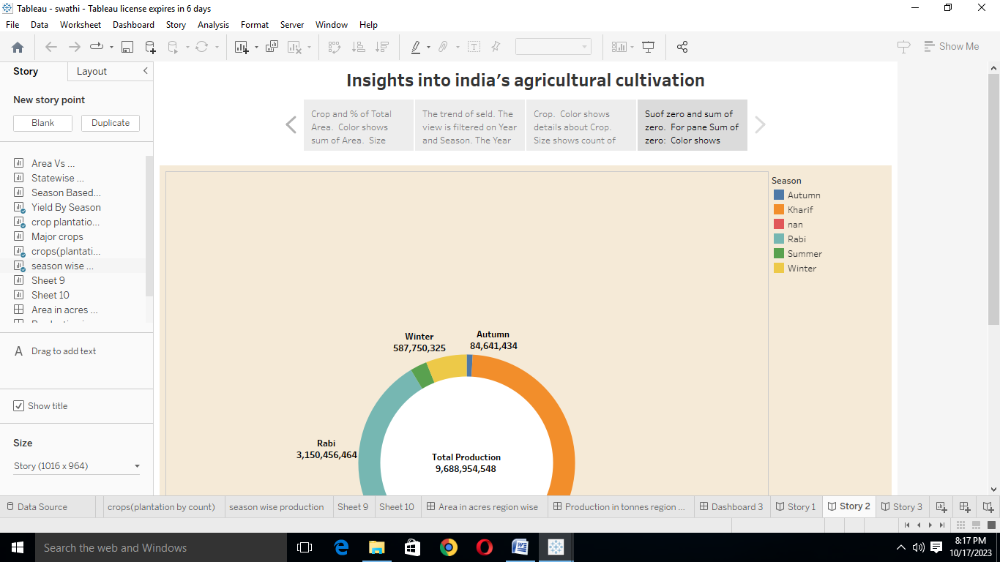 Tableau - swathi - Tableau license expires in 6 days
File Data Worksheet Dashboard Story Analysis Format Server Window Help
Show Me
Story Layout
New story point
Blank Duplicate
Area Vs ...
Statewise ...
Season Based...
Yield By Season
crop plantatio...
Major crops
crops(plantati...
season wise ...
Sheet 9
Sheet 10
Area in acres ...
A Drag to add text
Show title
Size
Story (1016 x 964)
Insights into india's agricultural cultivation
Crop and % of Total
Area. Color shows
sum of Area. Size
The trend of seld. The
view is filtered on Year
and Season. The Year
Crop. Color shows
details about Crop.
Size shows count of
Suof zero and sum of
zero. For pane Sum of
zero: Color shows
Season
Autumn
Kharif
nan
Rabi
Summer
Winter
Winter
587,750,325
Autumn
84,641,434
Rabi
3,150,456,464
Total Production
9,688,954,548
Data Source crops(plantation by count) season wise production Sheet 9 Sheet 10 Area in acres region wise Production in tonnes region ... Dashboard 3 Story 1 Story 2 Story 3
Search the web and Windows
8:17 PM
10/17/2023